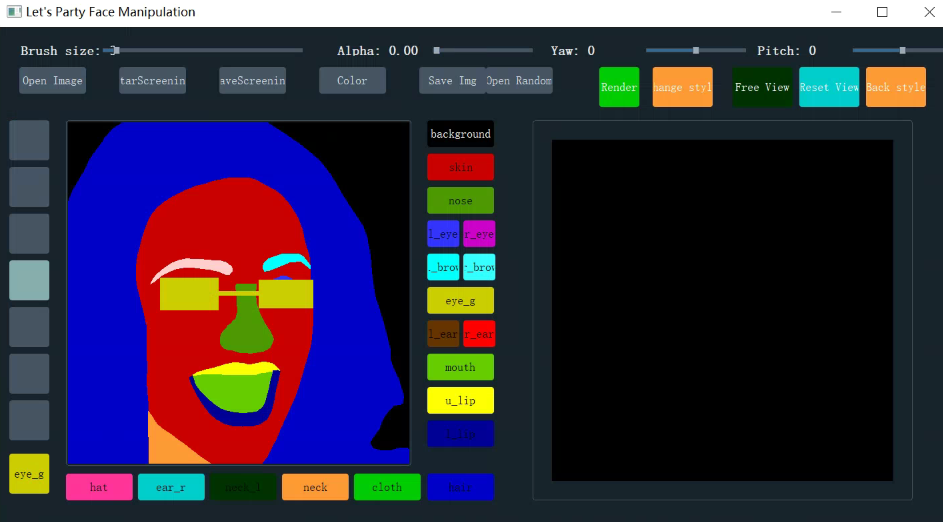 Let's Party Face Manipulation
Brush size: Alpha: 0.00 Yaw: 0 Pitch: 0
Open Image tarScreenin aveScreenin Color Save Img Open Random Render hange styl Free View Reset View Back style
background
skin
nose
l_eye r_eye
_brow _brow
eye_g
l_ear r_ear
mouth
u_lip
l_lip
eye_g
hat ear_r neck_l neck cloth hair